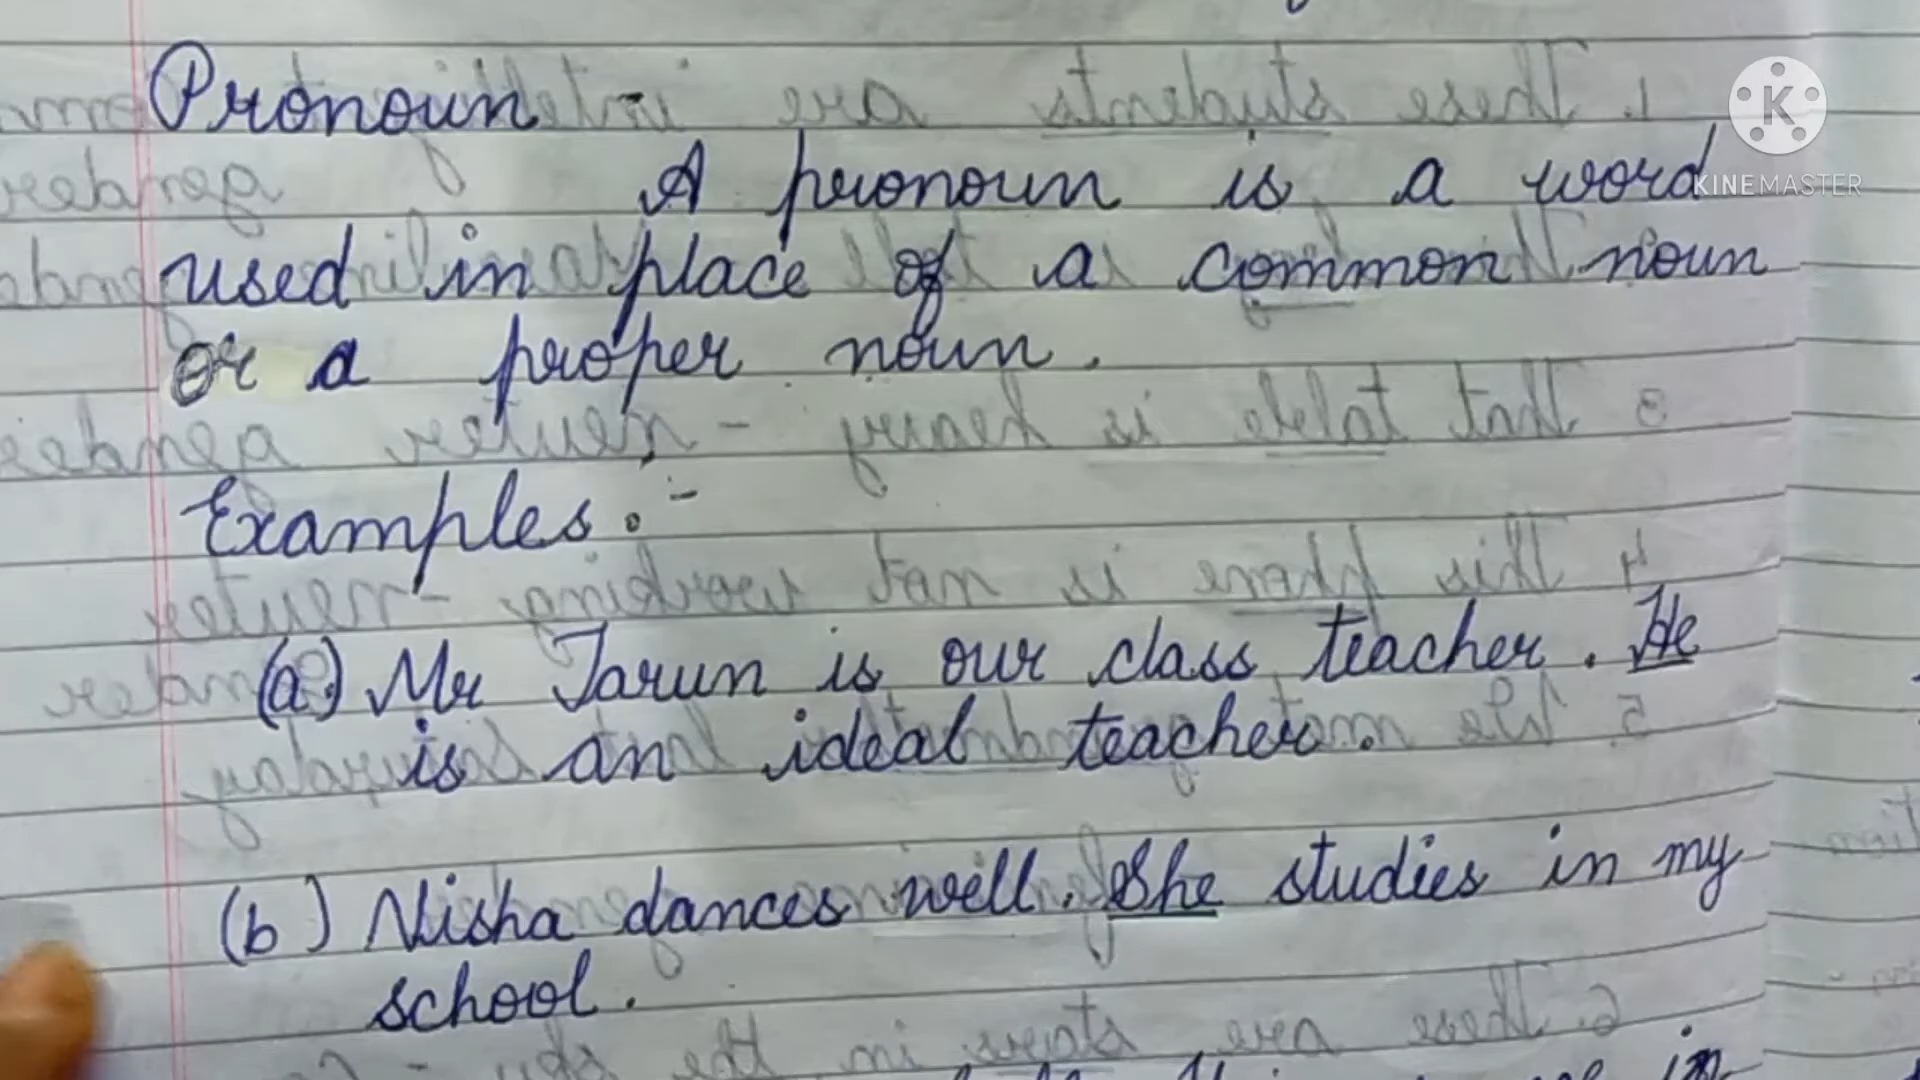 Pronoun -
A pronoun is a word
used in place of a common noun
or a proper noun.
Examples :-
(a) Mr Tarun is our class teacher. He
is an ideal teacher.
(b) Nisha dances well. She studies in my
school.
KINEMASTER